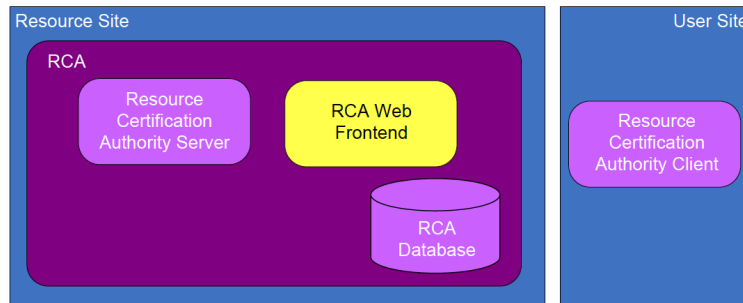 Resource Site
User Site
RCA
Resource
Certification
Authority Server
RCA Web
Frontend
Resource
Certification
Authority Client
RCA
Database